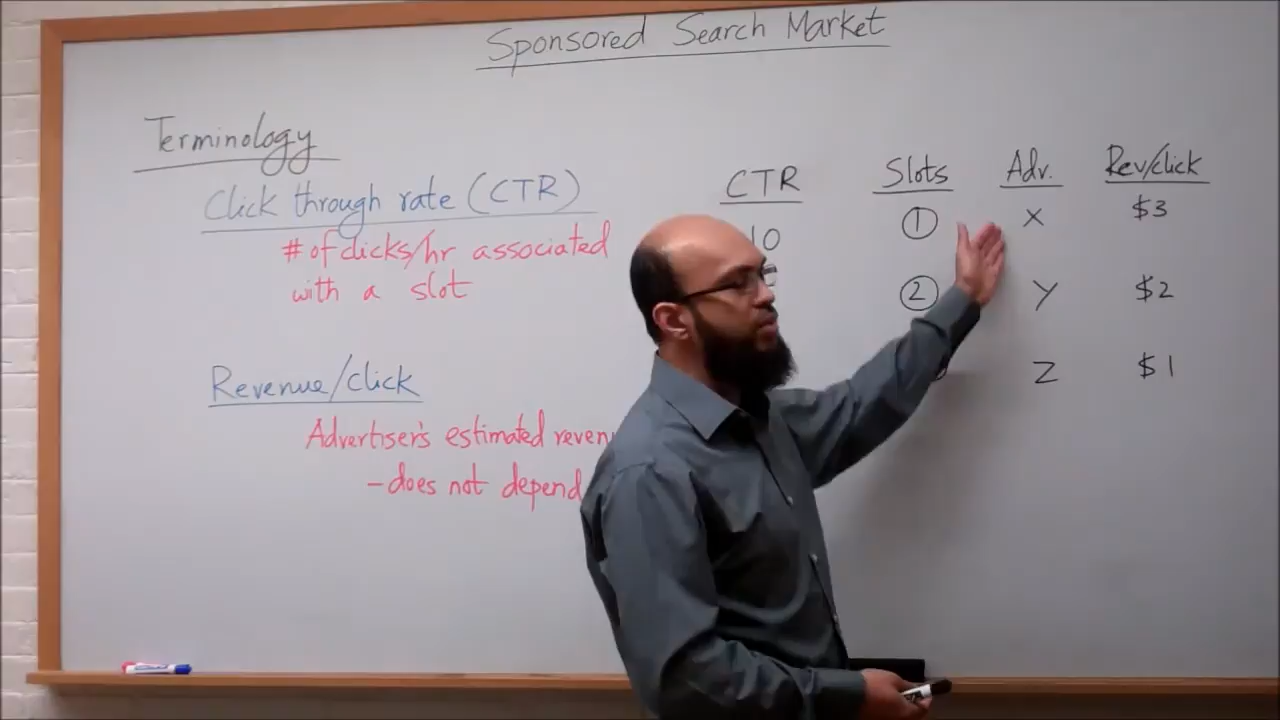 Sponsored Search Market
Terminology
Click through rate (CTR)
# of clicks/hr associated
with a slot
Revenue/click
Advertiser's estimated
- does not depend
CTR Slots Adv. Rev/click
10 1 X $3
2 Y $2
Z $1